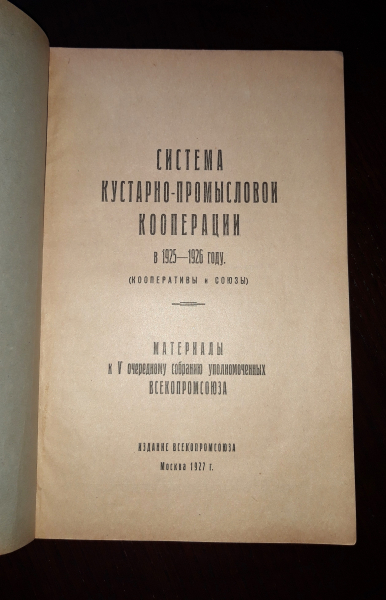 СИСТЕМА
КУСТАРНО-ПРОМЫСЛОВОЙ
КООПЕРАЦИИ
в 1925—1926 году.
(КООПЕРАТИВЫ и СОЮЗЫ)
МАТЕРИАЛЫ
к V очередному собранию уполномоченных
ВСЕКОПРОМСОЮЗА
ИЗДАНИЕ ВСЕКОПРОМСОЮЗА
Москва 1927 г.